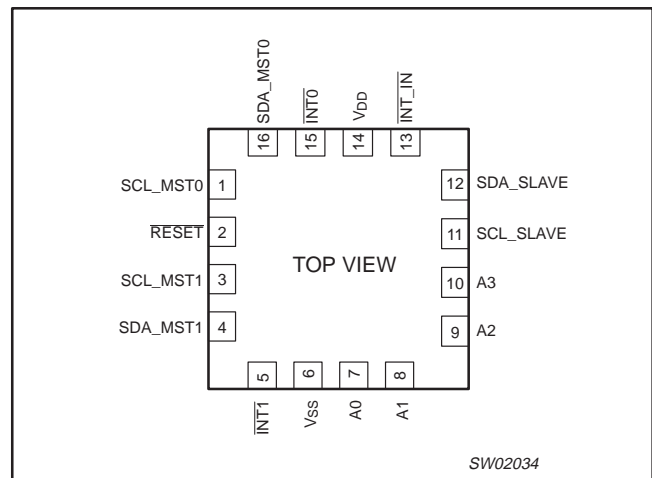 SDA_MST0
INT0
VDD
INT_IN
16 15 14 13
SCL_MST0 1 12 SDA_SLAVE
RESET 2 11 SCL_SLAVE
TOP VIEW
SCL_MST1 3 10 A3
SDA_MST1 4 9 A2
5 6 7 8
INT1 VSS A0 A1
SW02034